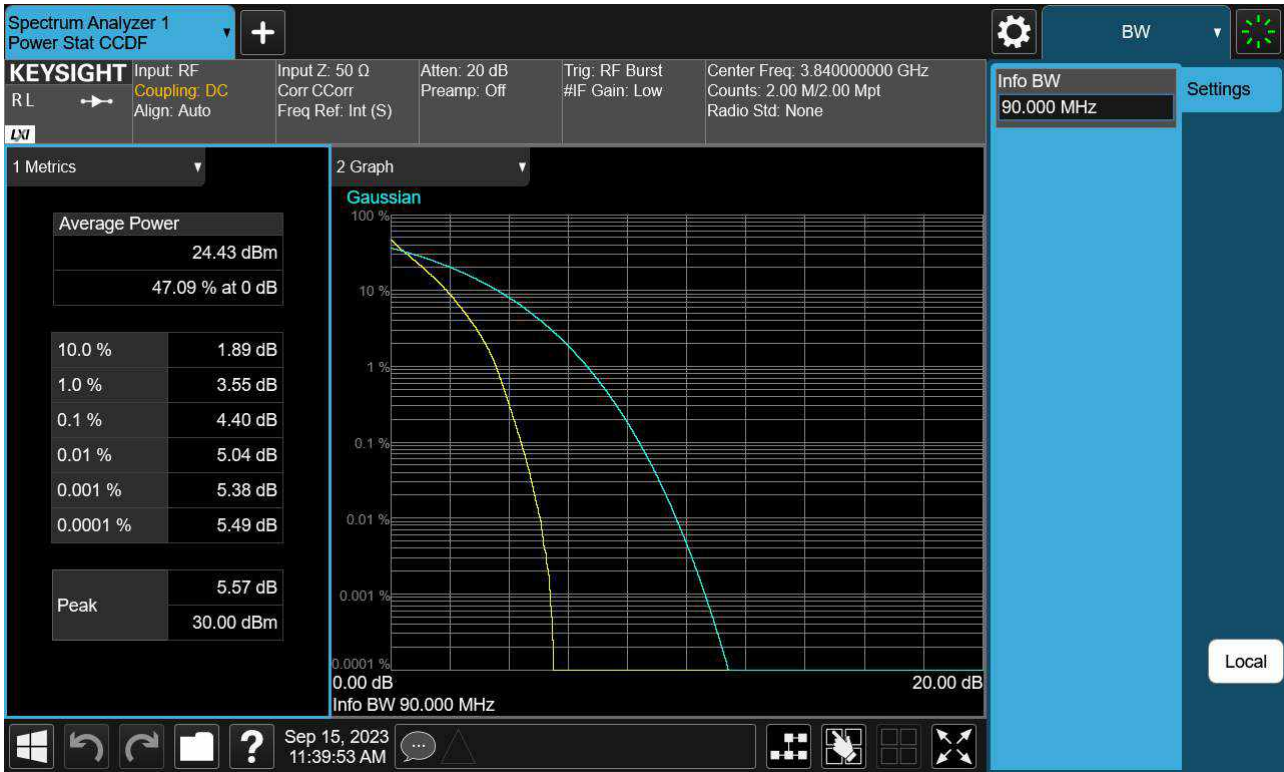 Spectrum Analyzer 1
Power Stat CCDF
+
BW
KEYSIGHT
RL
LXI
Input: RF
Coupling: DC
Align: Auto
Input Z: 50 Ω
Corr CCorr
Freq Ref: Int (S)
Atten: 20 dB
Preamp: Off
Trig: RF Burst
#IF Gain: Low
Center Freq: 3.840000000 GHz
Counts: 2.00 M/2.00 Mpt
Radio Std: None
Info BW
90.000 MHz
Settings
1 Metrics
Average Power
24.43 dBm
47.09 % at 0 dB
10.0 % 1.89 dB
1.0 % 3.55 dB
0.1 % 4.40 dB
0.01 % 5.04 dB
0.001 % 5.38 dB
0.0001 % 5.49 dB
Peak
5.57 dB
30.00 dBm
2 Graph
Gaussian
100 %
10 %
1 %
0.1 %
0.01 %
0.001 %
0.0001 %
0.00 dB 20.00 dB
Info BW 90.000 MHz
Local
?
Sep 15, 2023
11:39:53 AM